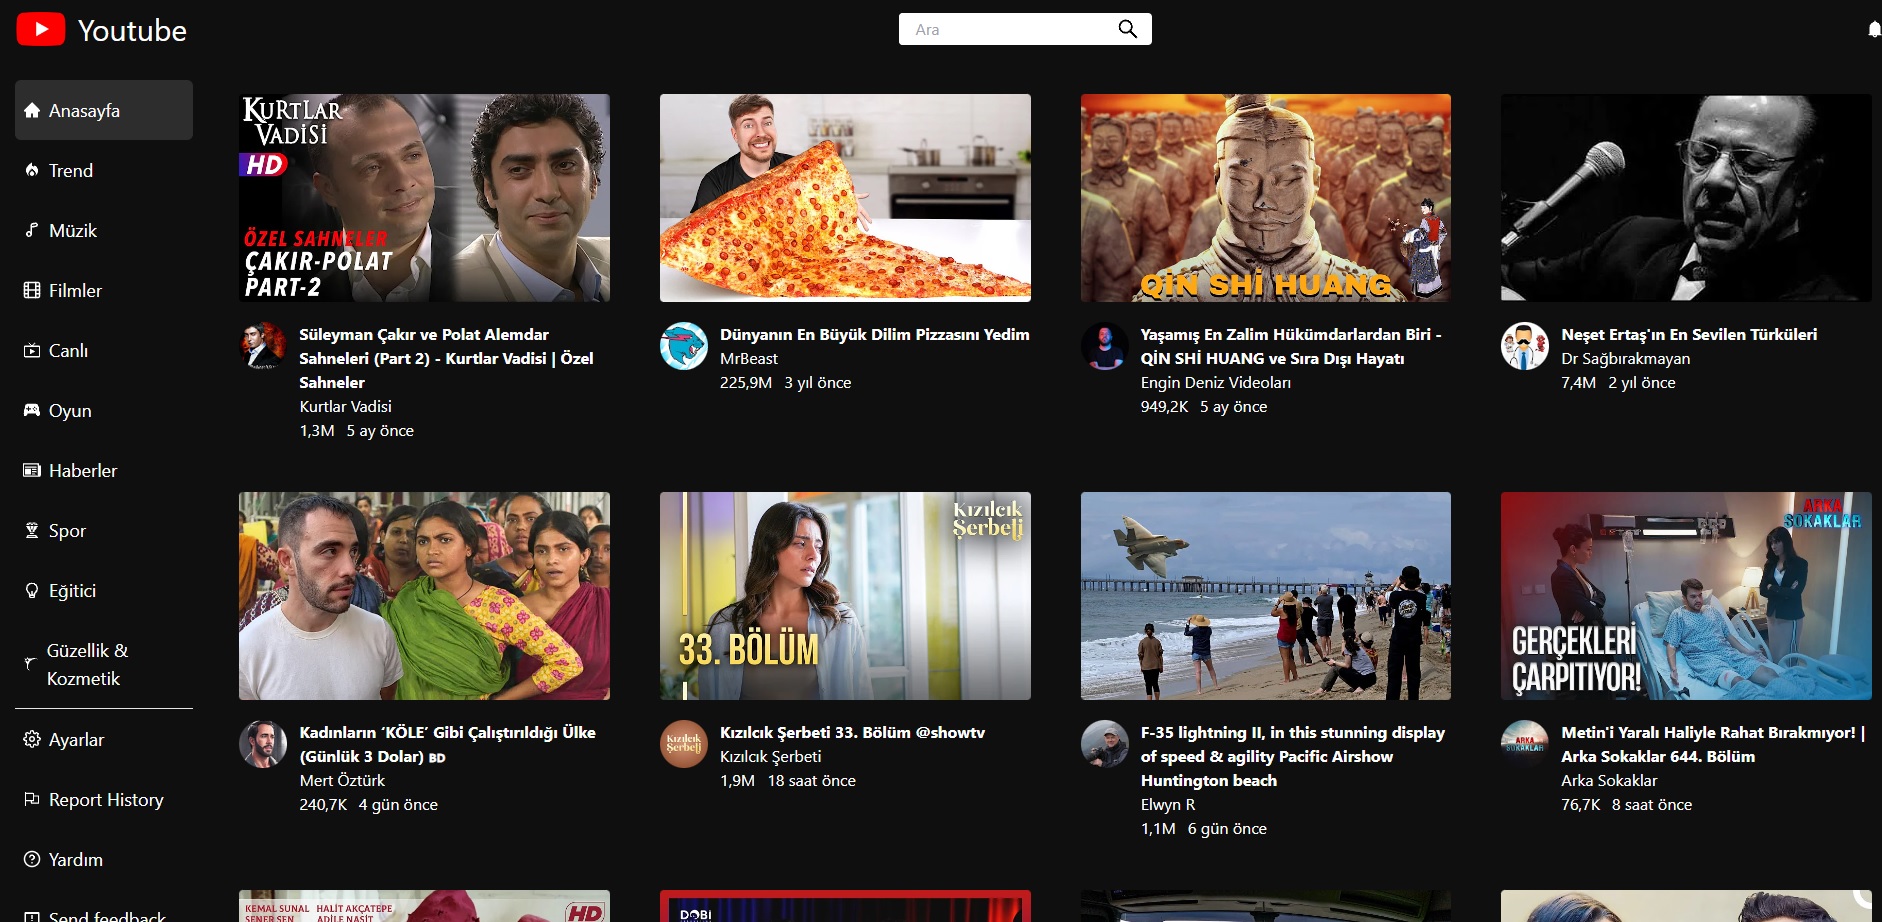 Youtube
Ara
Anasayfa
Trend
Müzik
Filmler
Canlı
Oyun
Haberler
Spor
Eğitici
Güzellik &
Kozmetik
Ayarlar
Report History
Yardım
Send feedback
KURTLAR
VADİSİ
HD
ÖZEL SAHNELER
ÇAKIR-POLAT
PART-2
Süleyman Çakır ve Polat Alemdar
Sahneleri (Part 2) - Kurtlar Vadisi | Özel
Sahneler
Kurtlar Vadisi
1,3M 5 ay önce
Dünyanın En Büyük Dilim Pizzasını Yedim
MrBeast
225,9M 3 yıl önce
QİN SHİ HUANG
Yaşamış En Zalim Hükümdarlardan Biri -
QİN SHİ HUANG ve Sıra Dışı Hayatı
Engin Deniz Videoları
949,2K 5 ay önce
Neşet Ertaş'ın En Sevilen Türküleri
Dr Sağbırakmayan
7,4M 2 yıl önce
Kadınların ‘KÖLE’ Gibi Çalıştırıldığı Ülke
(Günlük 3 Dolar) BD
Mert Öztürk
240,7K 4 gün önce
Kızılcık
Şerbeti
33. BÖLÜM
Kızılcık
Şerbeti
Kızılcık Şerbeti 33. Bölüm @showtv
Kızılcık Şerbeti
1,9M 18 saat önce
F-35 lightning II, in this stunning display
of speed & agility Pacific Airshow
Huntington beach
Elwyn R
1,1M 6 gün önce
ARKA
SOKAKLAR
GERÇEKLERİ
ÇARPITIYOR!
ARKA
SOKAKLAR
Metin'i Yaralı Haliyle Rahat Bırakmıyor! |
Arka Sokaklar 644. Bölüm
Arka Sokaklar
76,7K 8 saat önce
KEMAL SUNAL HALİT AKÇATEPE
ŞENER ŞEN ADİLE NAŞİT
HD
DOBI